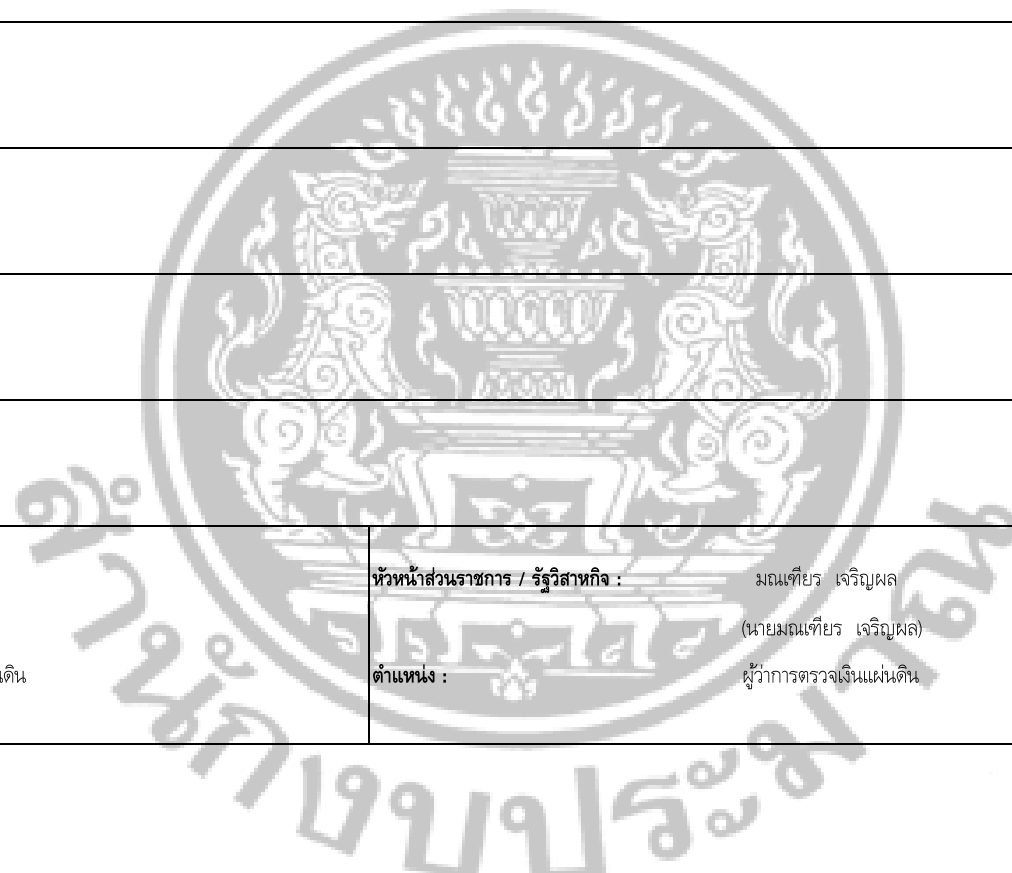 หัวหน้าส่วนราชการ / รัฐวิสาหกิจ : มณเฑียร เจริญผล
(นายมณเฑียร เจริญผล)
นดิน ตำแหน่ง : ผู้ว่าการตรวจเงินแผ่นดิน
สำนักงบประมาณ